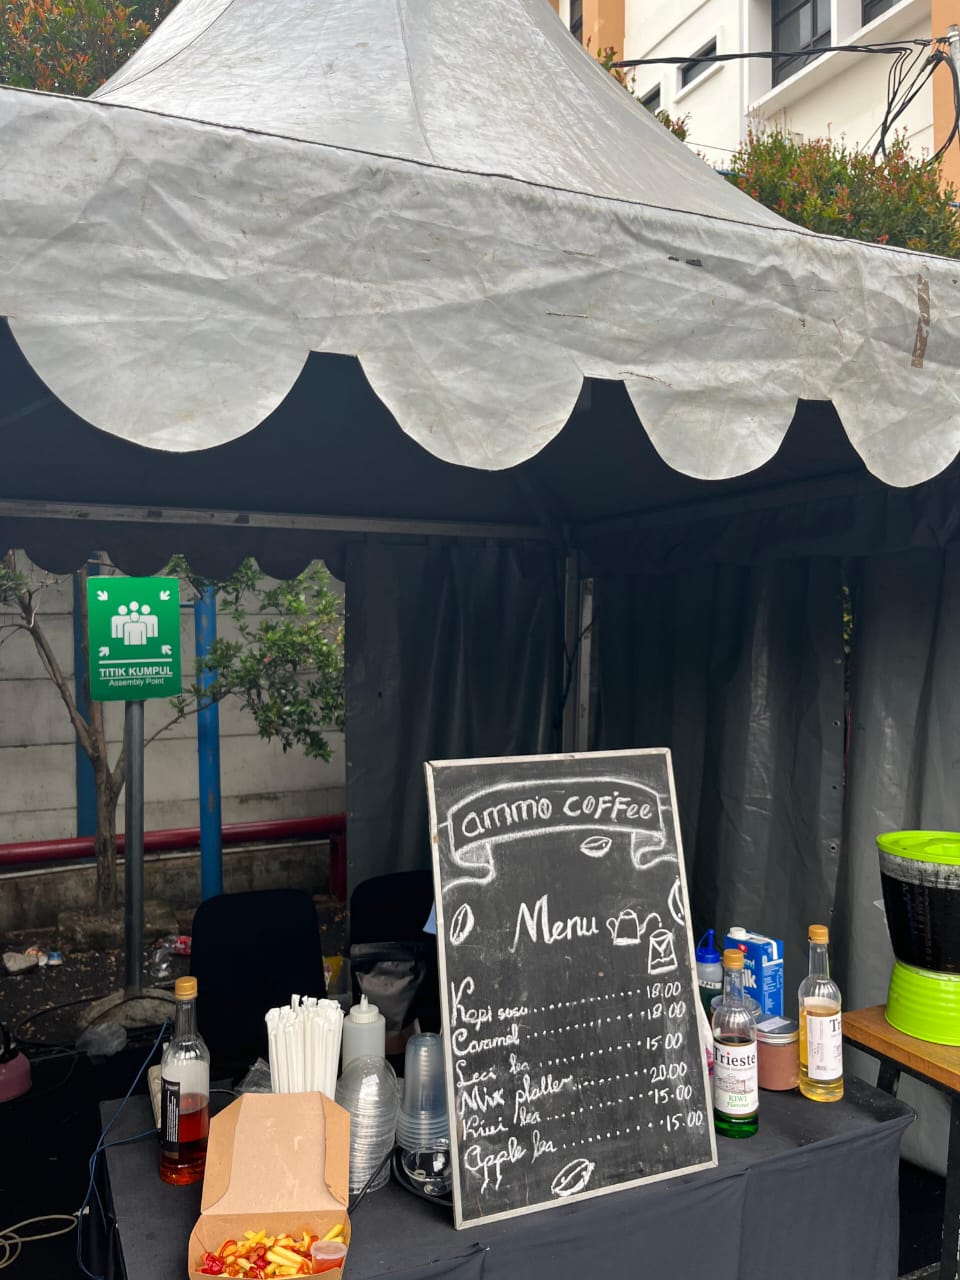 TITIK KUMPUL
Assembly Point
ammo coffee
Menu
Kopi susu .................. 18.00
Caramel .................. 18.00
Leci tea .................. 15.00
Mix platter .................. 20.00
Kiwi tea .................. 15.00
Apple tea .................. 15.00
Trieste
KIWI
Flavour